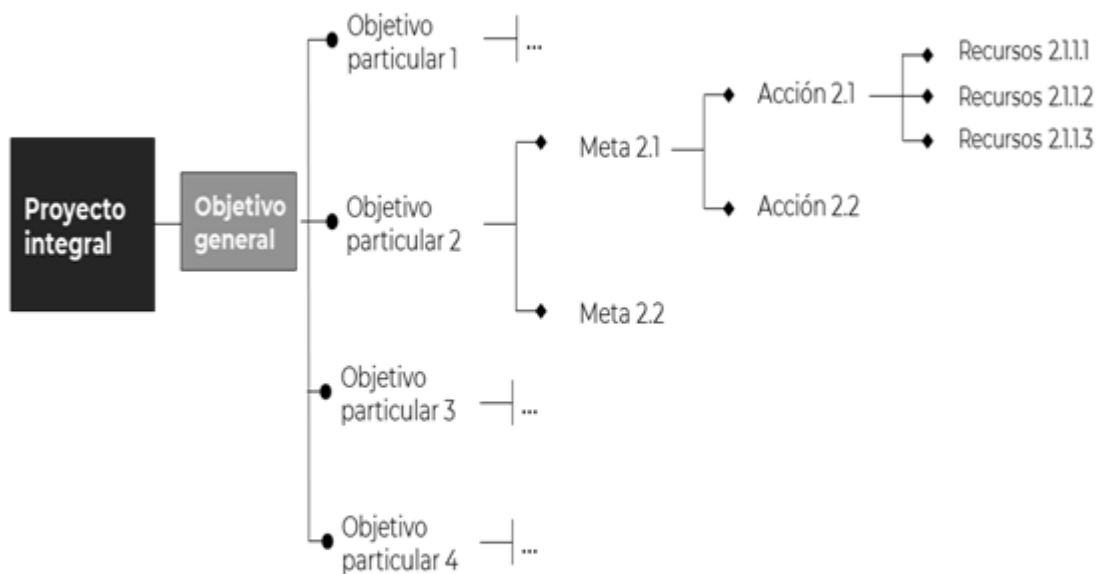 Proyecto
integral
Objetivo
general
Objetivo
particular 1
...
Objetivo
particular 2
Meta 2.1
Acción 2.1
Recursos 2.1.1.1
Recursos 2.1.1.2
Recursos 2.1.1.3
Acción 2.2
Meta 2.2
Objetivo
particular 3
...
Objetivo
particular 4
...